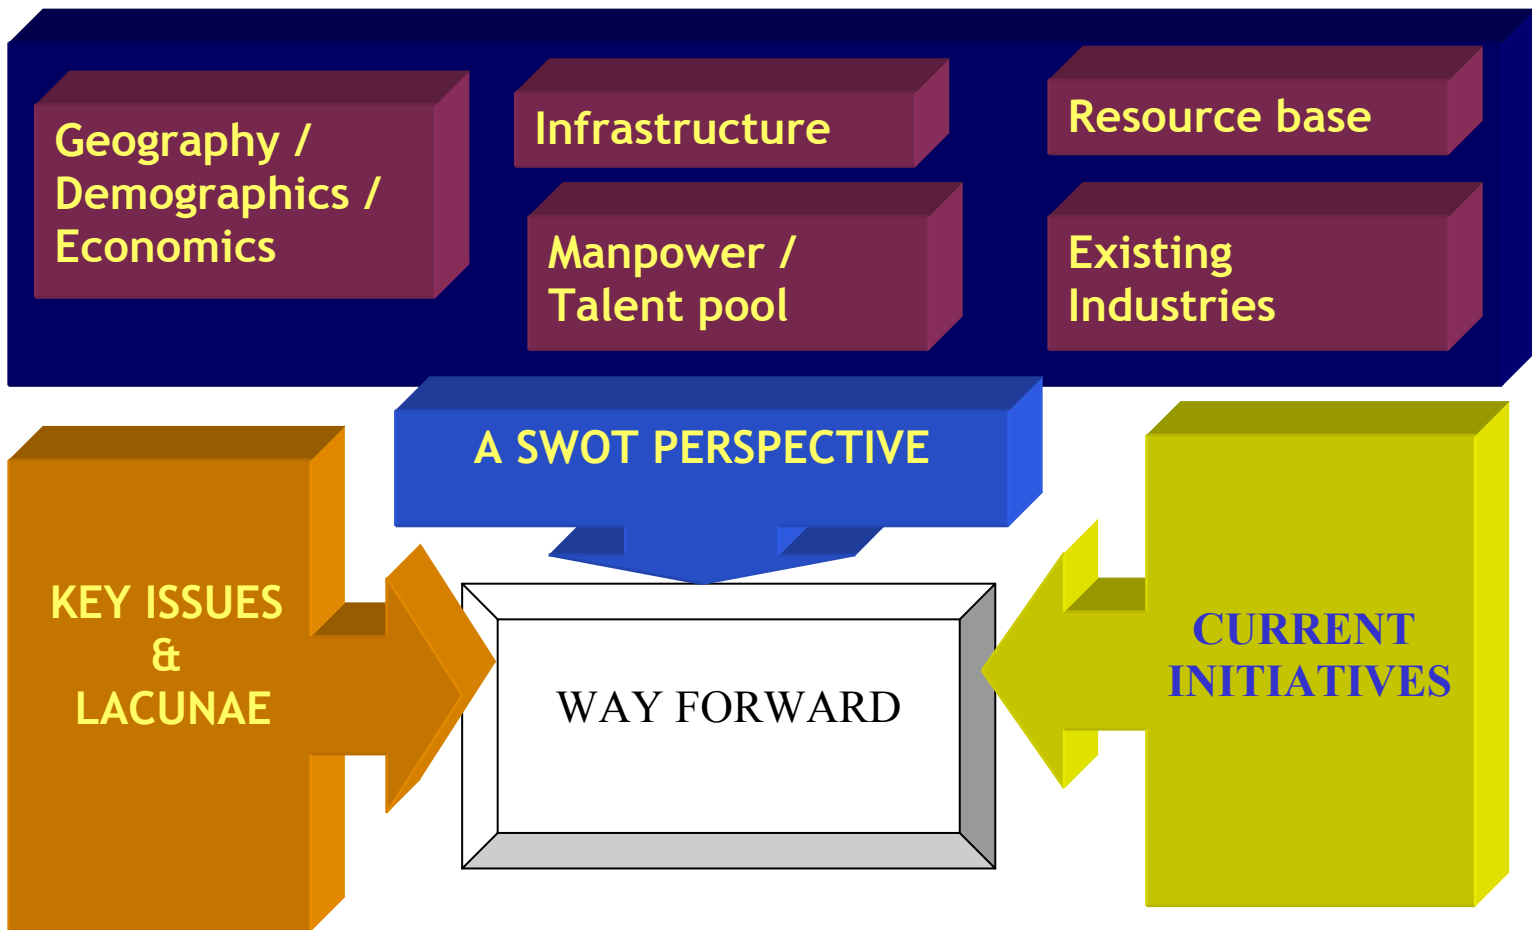 Geography /
Demographics /
Economics
Infrastructure
Resource base
Manpower /
Talent pool
Existing
Industries
A SWOT PERSPECTIVE
KEY ISSUES
&
LACUNAE
WAY FORWARD
CURRENT
INITIATIVES